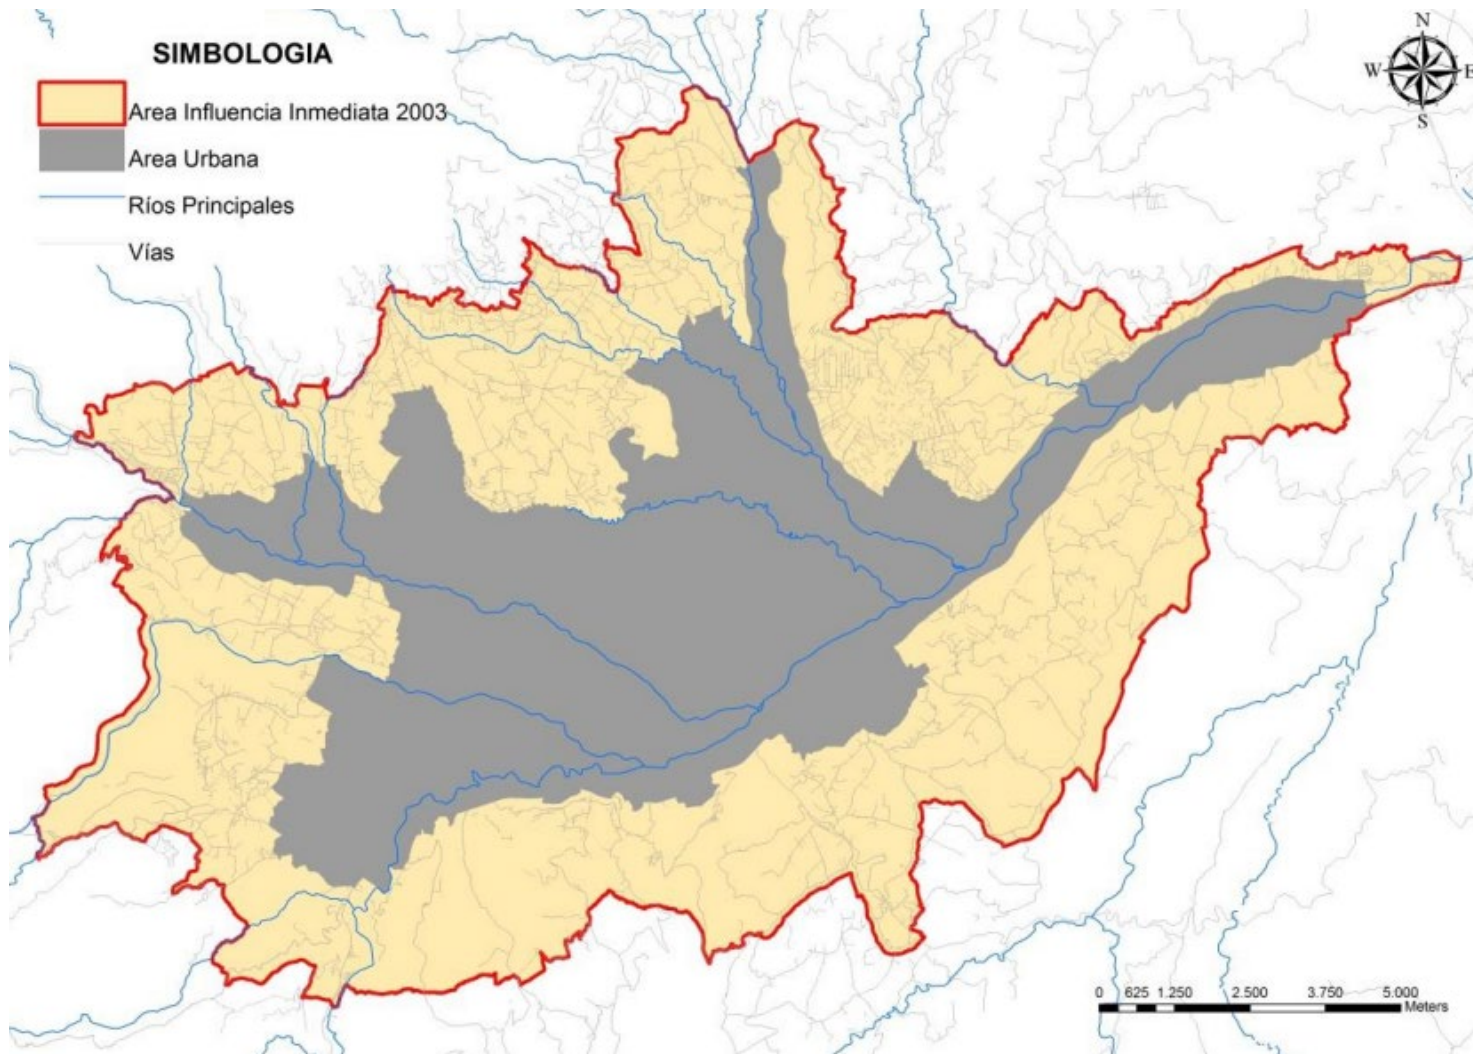 SIMBOLOGIA
Area Influencia Inmediata 2003
Area Urbana
Ríos Principales
Vías
N
W E
S
0 625 1.250 2.500 3.750 5.000
Meters